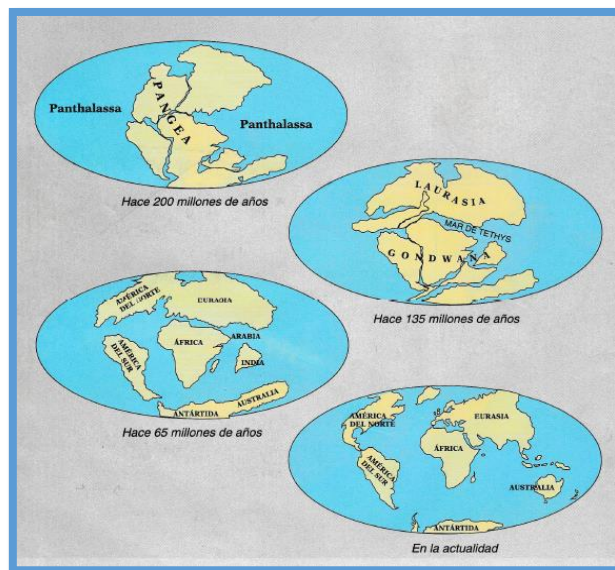 Panthalassa
PANGEA
Panthalassa
Hace 200 millones de años
LAURASIA
MAR DE TETHYS
GONDWANA
Hace 135 millones de años
AMÉRICA
DEL NORTE
EURASIA
AMÉRICA
DEL SUR
ÁFRICA
ARABIA
INDIA
ANTÁRTIDA
AUSTRALIA
Hace 65 millones de años
AMÉRICA
DEL NORTE
EURASIA
ÁFRICA
AMÉRICA
DEL SUR
AUSTRALIA
ANTÁRTIDA
En la actualidad